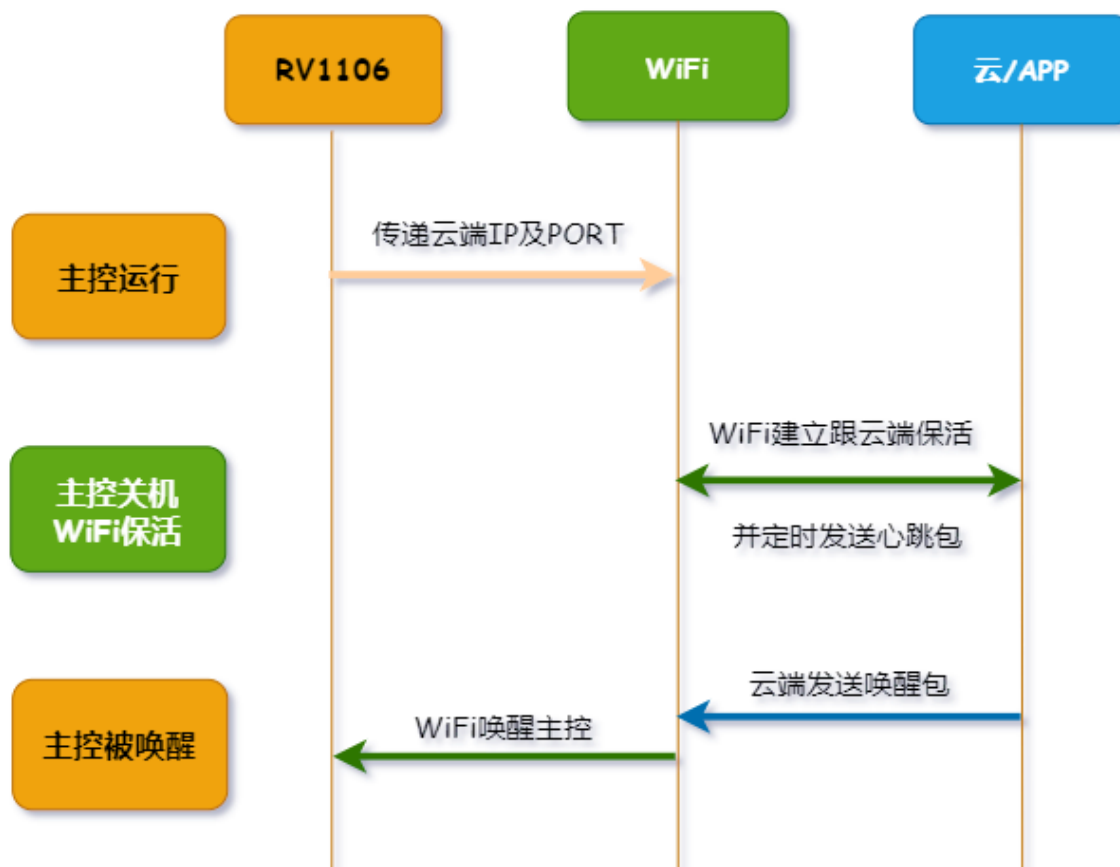 RV1106
WiFi
云/APP
传递云端IP及PORT
主控运行
WiFi建立跟云端保活
主控关机
WiFi保活
并定时发送心跳包
云端发送唤醒包
WiFi唤醒主控
主控被唤醒